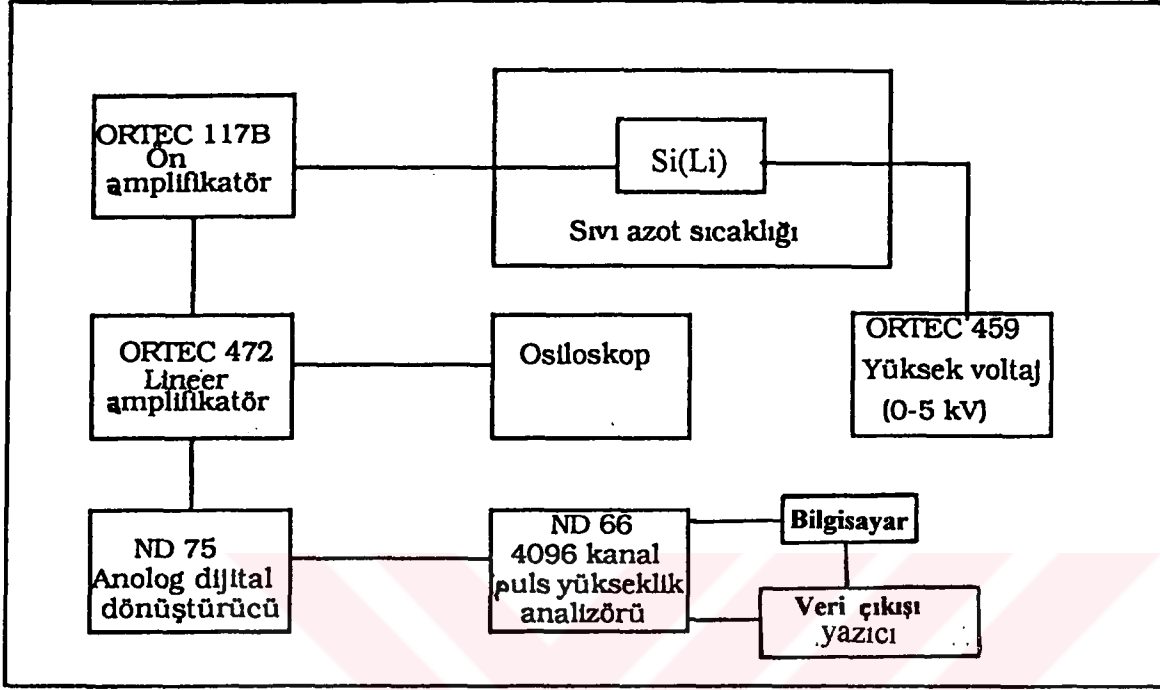 ORTEC 117B
Ön
amplifikatör
Si(Li)
Sıvı azot sıcaklığı
ORTEC 472
Lineer
amplifikatör
Osiloskop
ORTEC 459
Yüksek voltaj
(0-5 kV)
ND 75
Anolog dijital
dönüştürücü
ND 66
4096 kanal
puls yükseklik
analizörü
Bilgisayar
Veri çıkışı
yazıcı